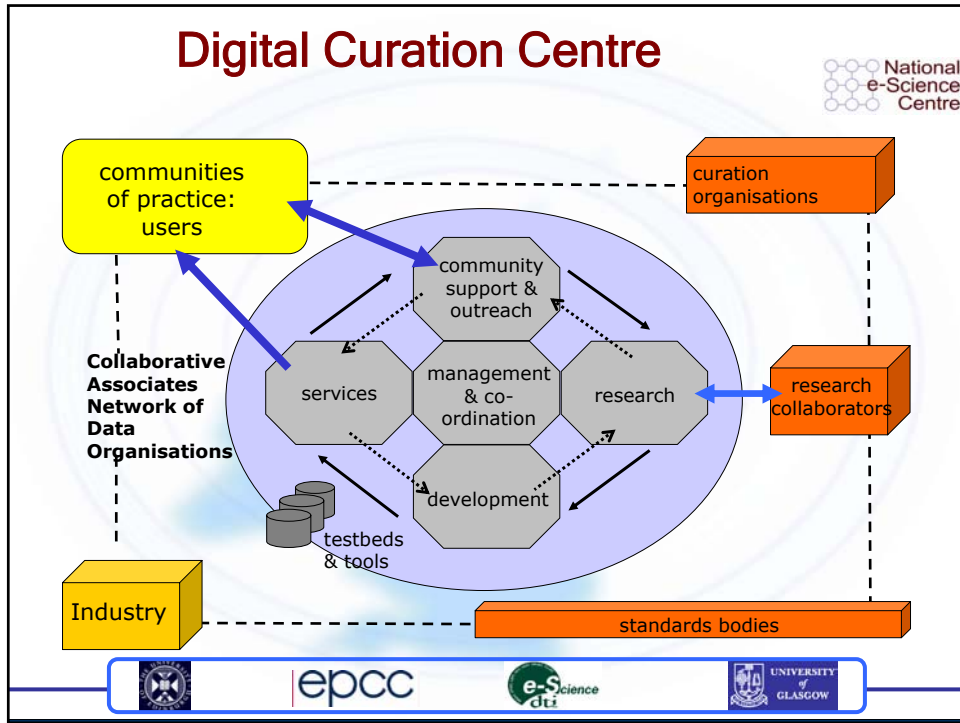 Digital Curation Centre
National
e-Science
Centre
communities
of practice:
users
curation
organisations
community
support &
outreach
Collaborative
Associates
Network of
Data
Organisations
services
management
& co-
ordination
research
research
collaborators
development
testbeds
& tools
Industry
standards bodies
epcc
e-Science
dti
UNIVERSITY
of
GLASGOW